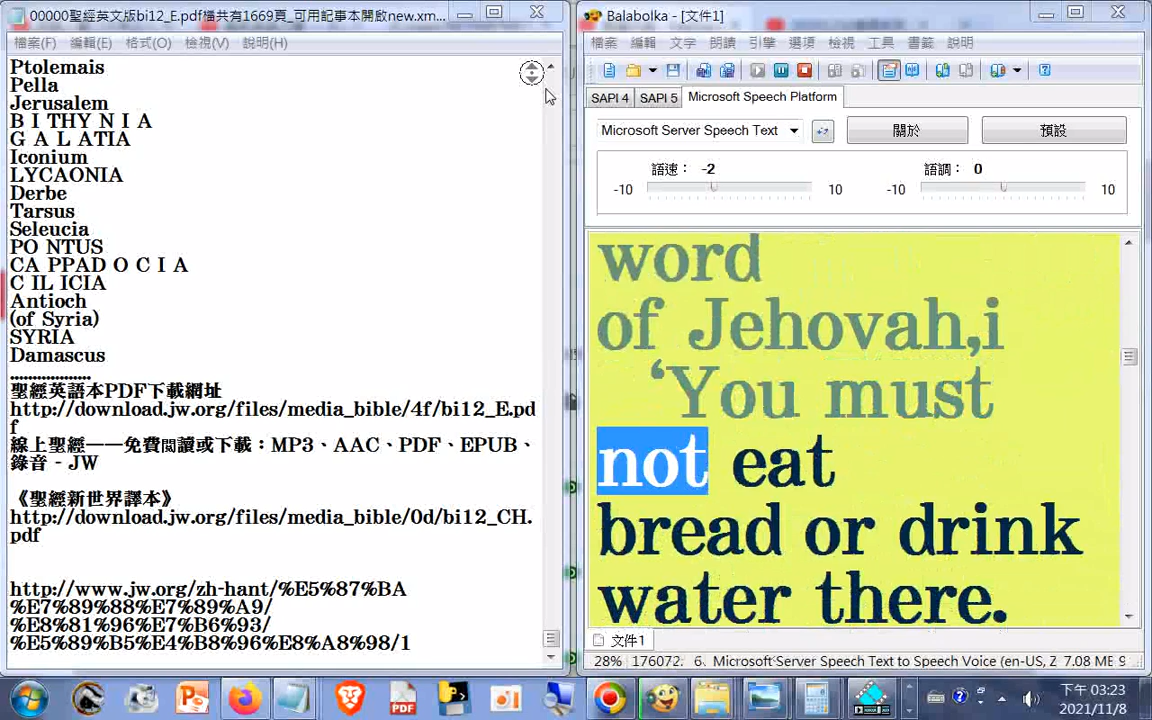 00000聖經英文版bi12_E.pdf檔共有1669頁_可用記事本開啟new.xm...
檔案(F) 編輯(E) 格式(O) 檢視(V) 說明(H)
Ptolemais
Pella
Jerusalem
B I THY N I A
G A L ATIA
Iconium
LYCAONIA
Derbe
Tarsus
Seleucia
PO NTUS
CA PPAD O C I A
C IL ICIA
Antioch
(of Syria)
SYRIA
Damascus
..................
聖經英語本PDF下載網址
http://download.jw.org/files/media_bible/4f/bi12_E.pd
f
線上聖經——免費閱讀或下載：MP3、AAC、PDF、EPUB、
錄音 - JW
《聖經新世界譯本》
http://download.jw.org/files/media_bible/0d/bi12_CH.
pdf
http://www.jw.org/zh-hant/%E5%87%BA
%E7%89%88%E7%89%A9/
%E8%81%96%E7%B6%93/
%E5%89%B5%E4%B8%96%E8%A8%98/1
Balabolka - [文件1]
檔案 編輯 文字 朗讀 引擎 選項 檢視 工具 書籤 說明
SAPI 4 SAPI 5 Microsoft Speech Platform
Microsoft Server Speech Text 關於 預設
語速： -2 語調： 0
-10 10 -10 10
word
of Jehovah,i
‘You must
not eat
bread or drink
water there.
文件1
28% 176072: 6. Microsoft Server Speech Text to Speech Voice (en-US, Z 7.08 ME 9
PDF
下午 03:23
2021/11/8